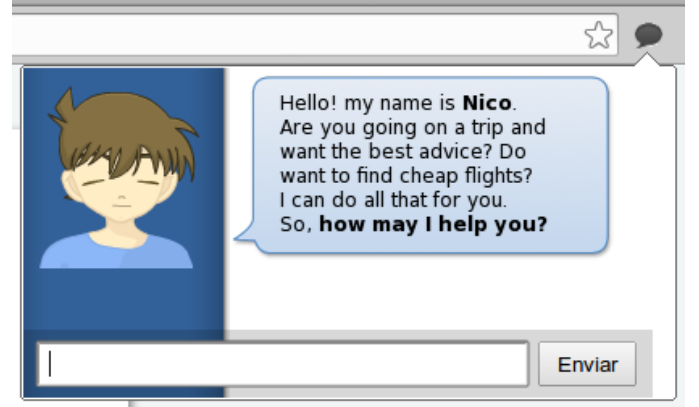 Hello! my name is Nico.
Are you going on a trip and
want the best advice? Do
want to find cheap flights?
I can do all that for you.
So, how may I help you?
Enviar